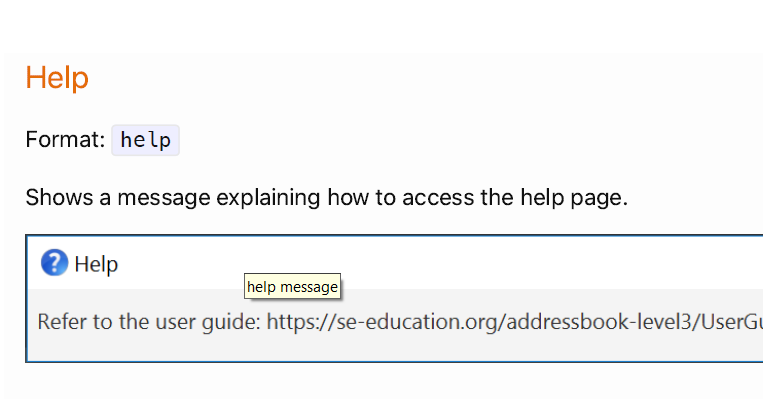 Help
Format: help
Shows a message explaining how to access the help page.
Help
help message
Refer to the user guide: https://se-education.org/addressbook-level3/UserGu